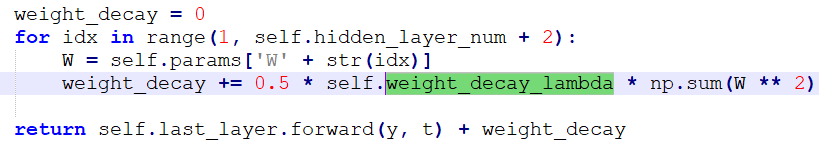 weight_decay = 0
for idx in range(1, self.hidden_layer_num + 2):
    W = self.params['W' + str(idx)]
    weight_decay += 0.5 * self.weight_decay_lambda * np.sum(W ** 2)
return self.last_layer.forward(y, t) + weight_decay